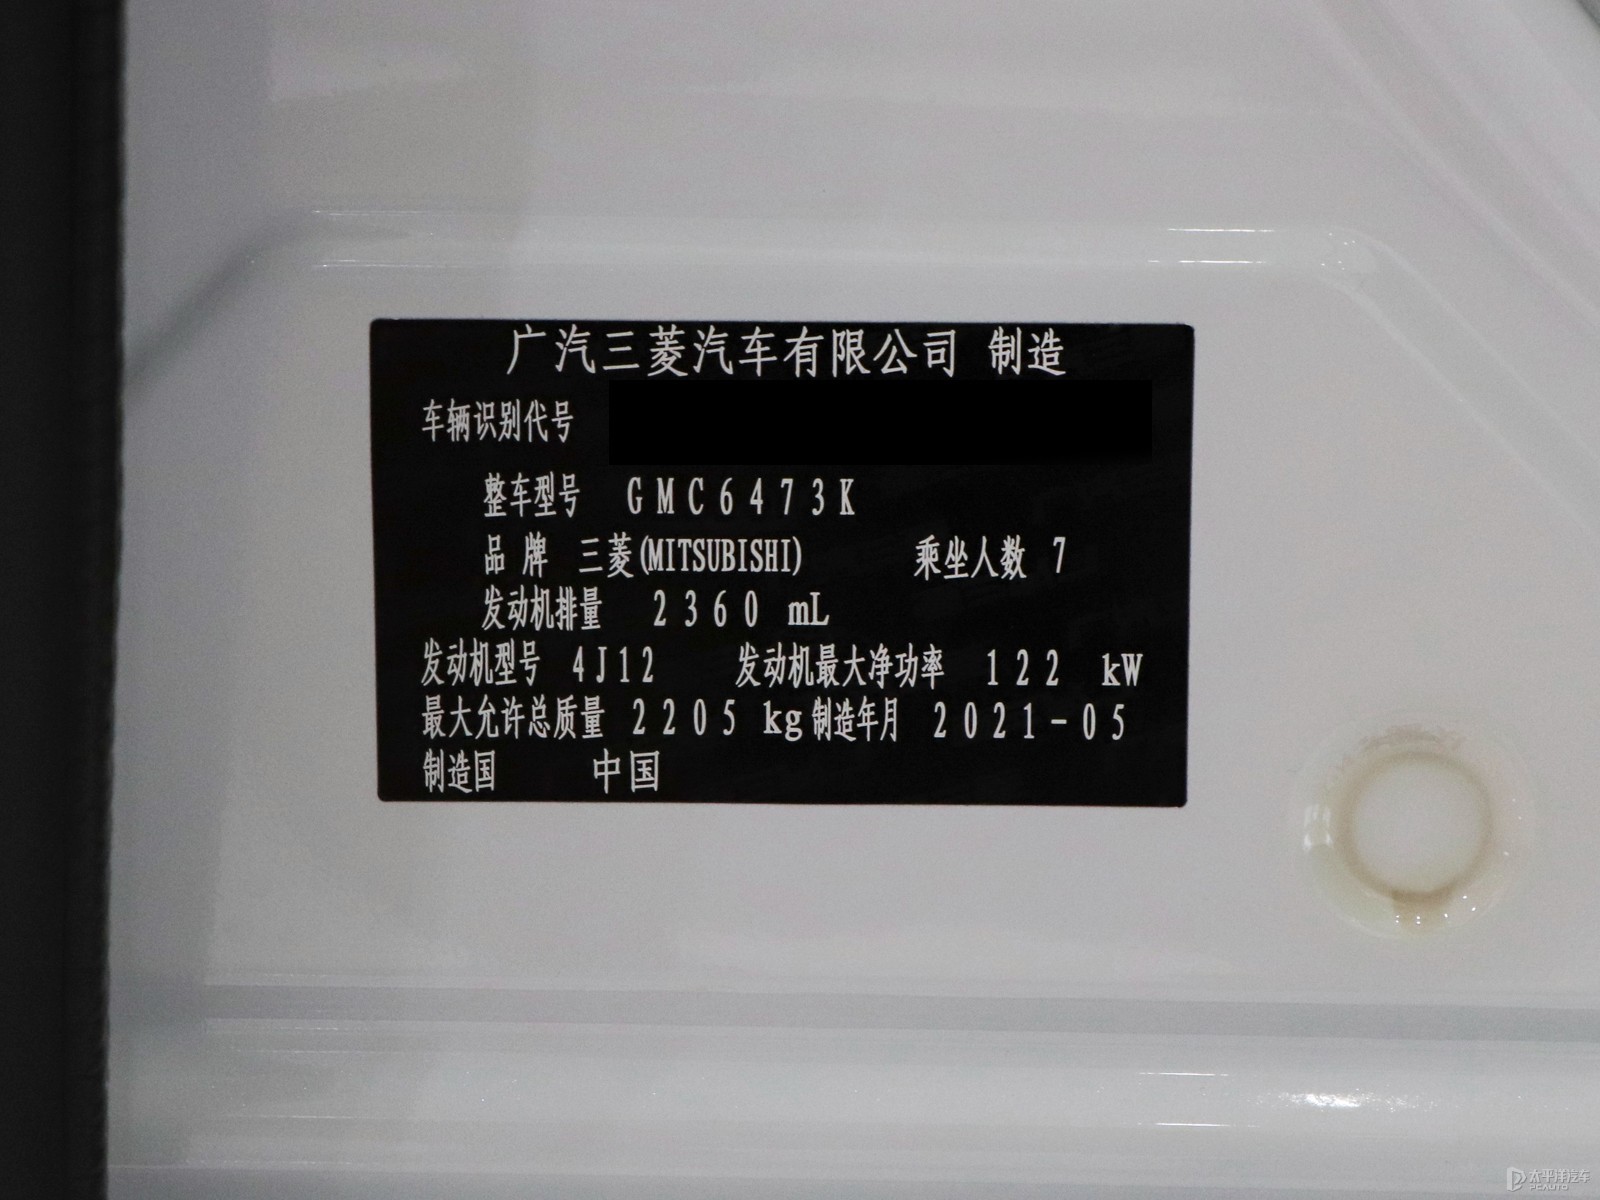 广汽三菱汽车有限公司 制造
车辆识别代号
整车型号 GMC6473K
品牌 三菱(MITSUBISHI) 乘坐人数 7
发动机排量 2360 mL
发动机型号 4J12 发动机最大净功率 122 kW
最大允许总质量 2205 kg 制造年月 2021-05
制造国 中国
太平洋汽车
PCAUTO